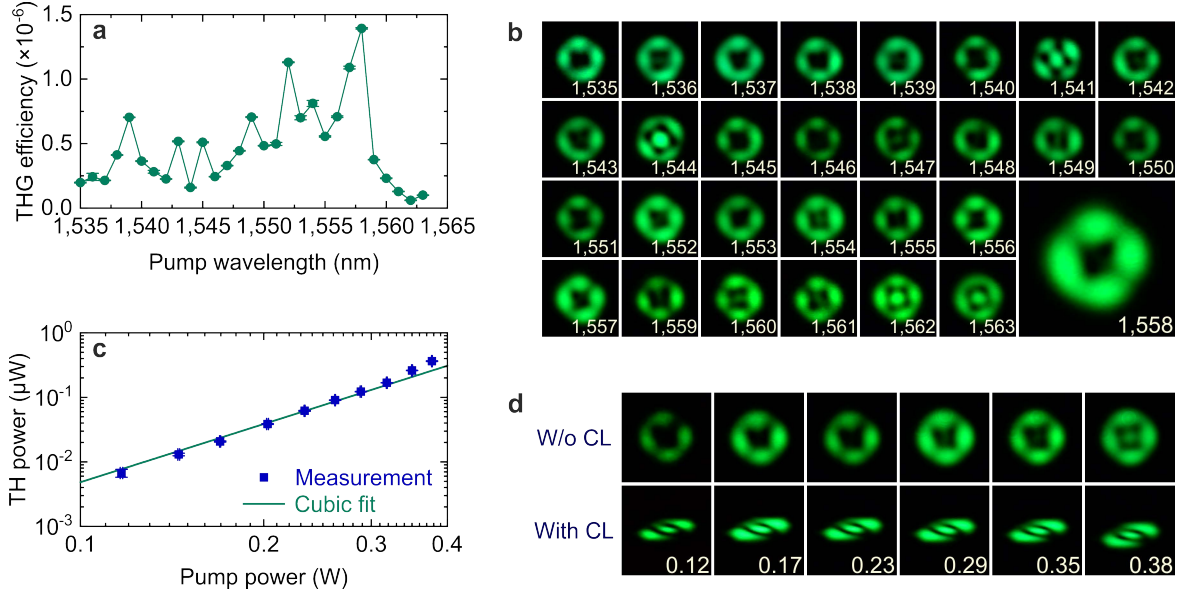 a
THG efficiency (×10⁻⁶)
1.5
1.0
0.5
0.0
1,535 1,540 1,545 1,550 1,555 1,560 1,565
Pump wavelength (nm)
b
1,535 1,536 1,537 1,538 1,539 1,540 1,541 1,542
1,543 1,544 1,545 1,546 1,547 1,548 1,549 1,550
1,551 1,552 1,553 1,554 1,555 1,556
1,557 1,559 1,560 1,561 1,562 1,563 1,558
c
TH power (µW)
10⁰
10⁻¹
10⁻²
10⁻³
Measurement
Cubic fit
0.1 0.2 0.3 0.4
Pump power (W)
d
W/o CL
With CL
0.12 0.17 0.23 0.29 0.35 0.38